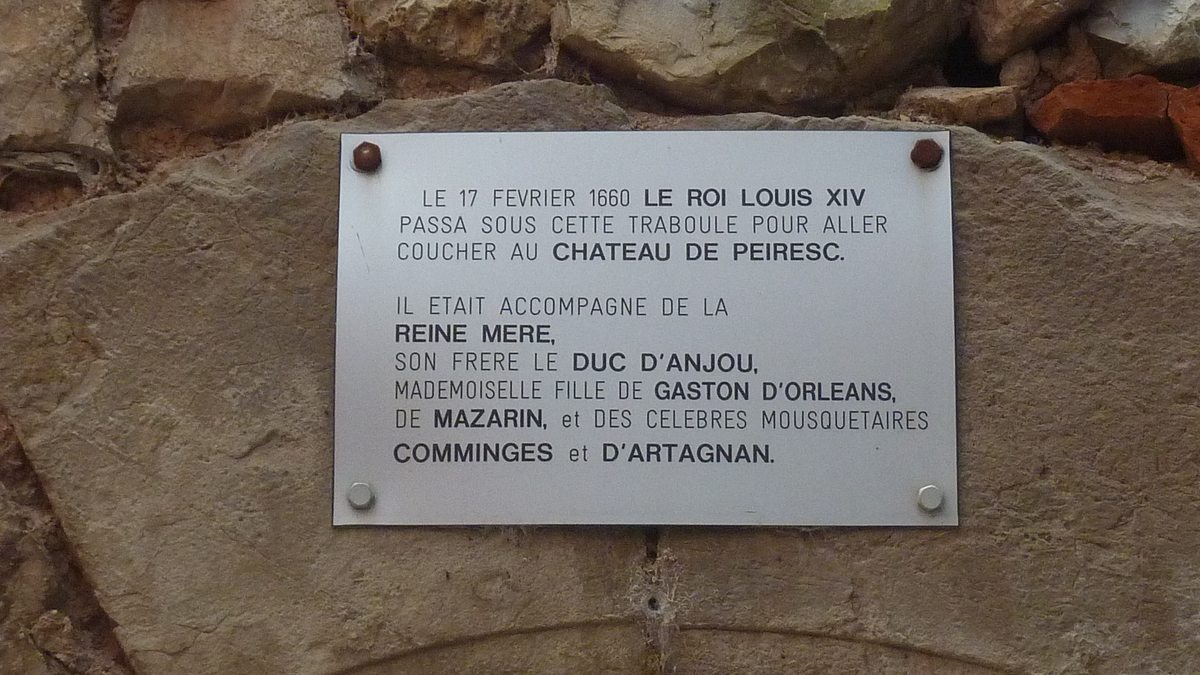 LE 17 FEVRIER 1660 LE ROI LOUIS XIV
PASSA SOUS CETTE TRABOULE POUR ALLER
COUCHER AU CHATEAU DE PEIRESC.
IL ETAIT ACCOMPAGNE DE LA
REINE MERE,
SON FRERE LE DUC D'ANJOU,
MADEMOISELLE FILLE DE GASTON D'ORLEANS,
DE MAZARIN, et DES CELEBRES MOUSQUETAIRES
COMMINGES et D'ARTAGNAN.